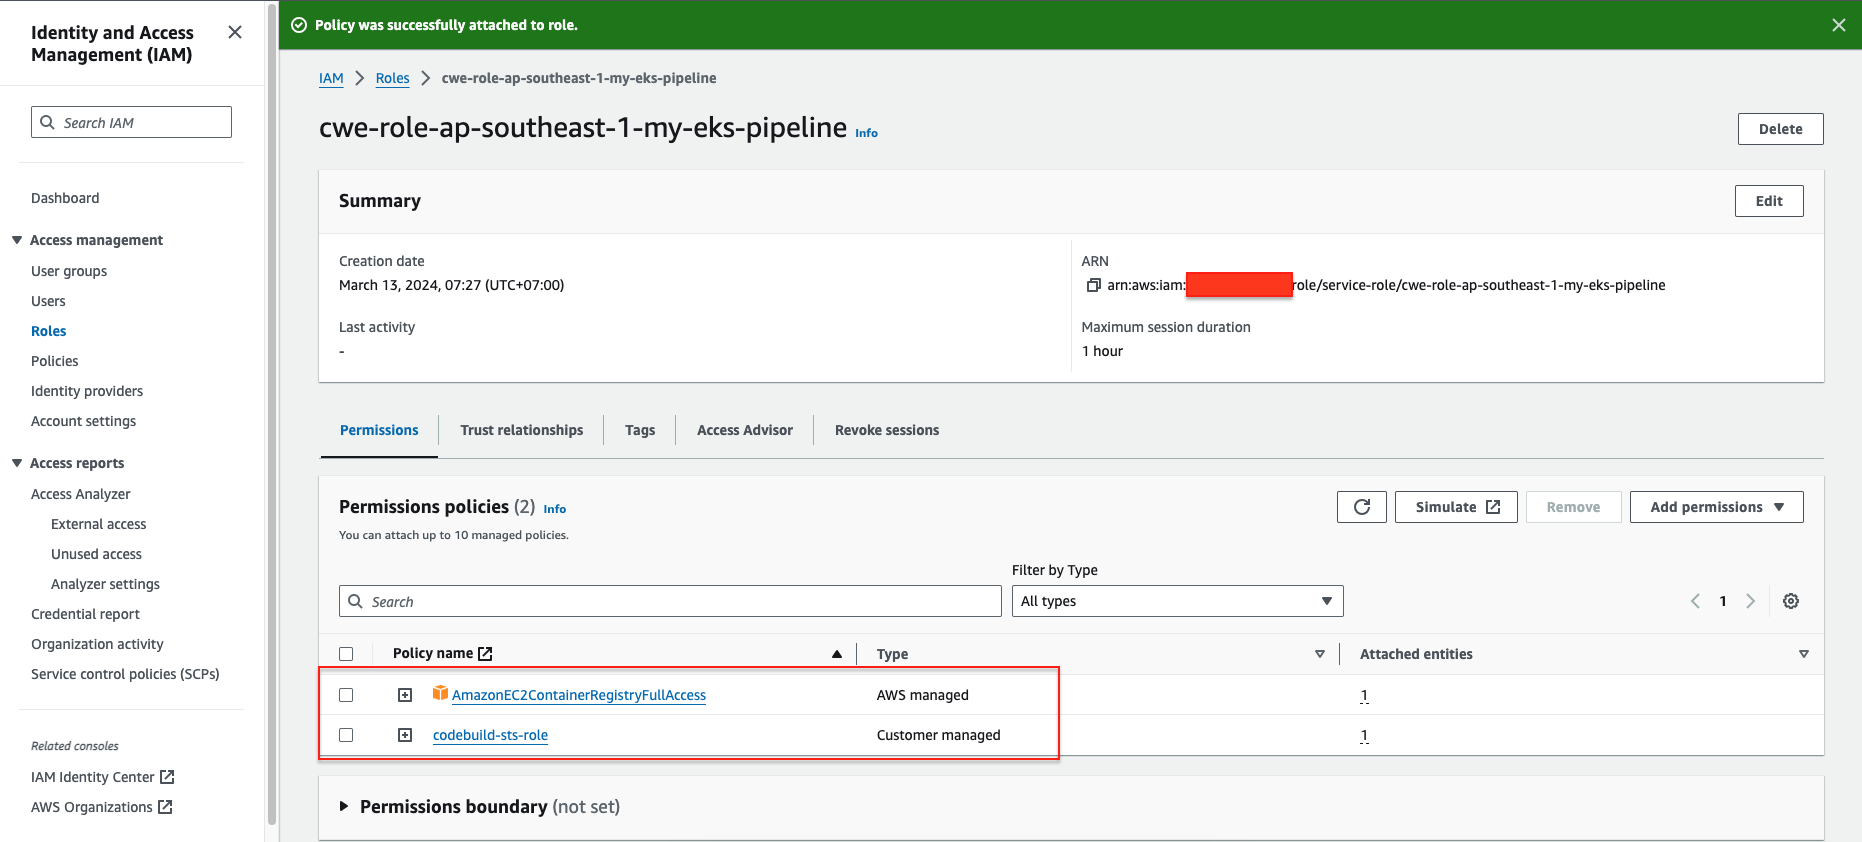 Identity and Access
Management (IAM)
Search IAM
Dashboard
Access management
User groups
Users
Roles
Policies
Identity providers
Account settings
Access reports
Access Analyzer
External access
Unused access
Analyzer settings
Credential report
Organization activity
Service control policies (SCPs)
Related consoles
IAM Identity Center
AWS Organizations
Policy was successfully attached to role.
IAM > Roles > cwe-role-ap-southeast-1-my-eks-pipeline
cwe-role-ap-southeast-1-my-eks-pipeline Info
Delete
Summary
Edit
Creation date
March 13, 2024, 07:27 (UTC+07:00)
ARN
arn:aws:iam: role/service-role/cwe-role-ap-southeast-1-my-eks-pipeline
Last activity
-
Maximum session duration
1 hour
Permissions Trust relationships Tags Access Advisor Revoke sessions
Permissions policies (2) Info
You can attach up to 10 managed policies.
Simulate Remove Add permissions
Filter by Type
Search All types 1
Policy name Type Attached entities
AmazonEC2ContainerRegistryFullAccess AWS managed 1
codebuild-sts-role Customer managed 1
Permissions boundary (not set)